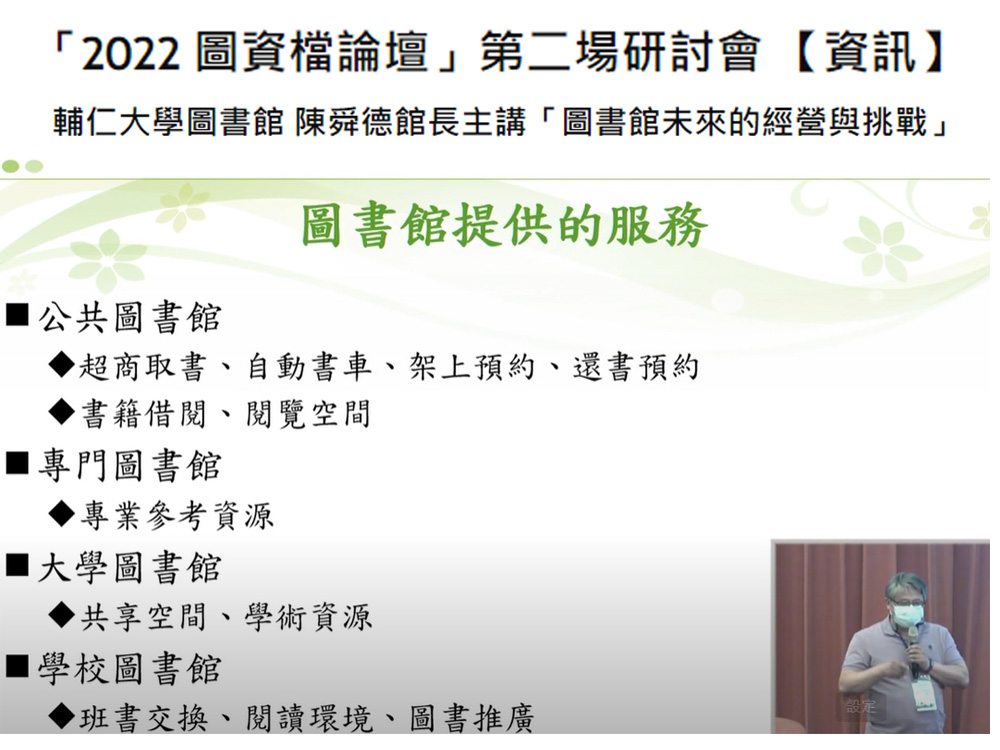 「2022 圖資檔論壇」第二場研討會 【資訊】
輔仁大學圖書館 陳舜德館長主講「圖書館未來的經營與挑戰」
圖書館提供的服務
■公共圖書館
◆超商取書、自動書車、架上預約、還書預約
◆書籍借閱、閱覽空間
■專門圖書館
◆專業參考資源
■大學圖書館
◆共享空間、學術資源
■學校圖書館
◆班書交換、閱讀環境、圖書推廣
設定